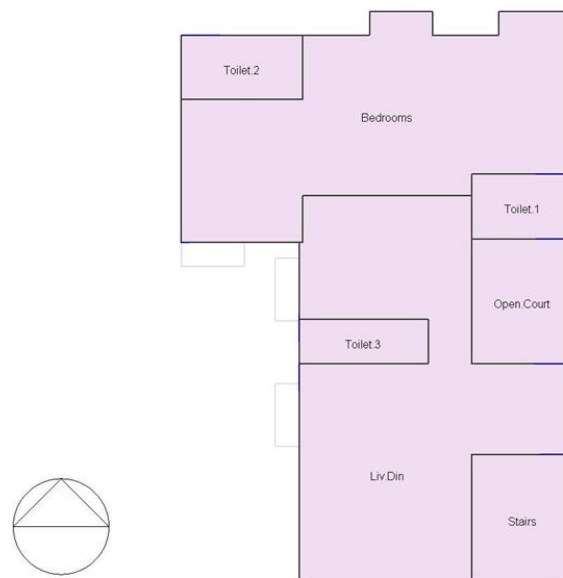 Toilet.2
Bedrooms
Toilet.1
Open.Court
Toilet.3
Liv.Din
Stairs